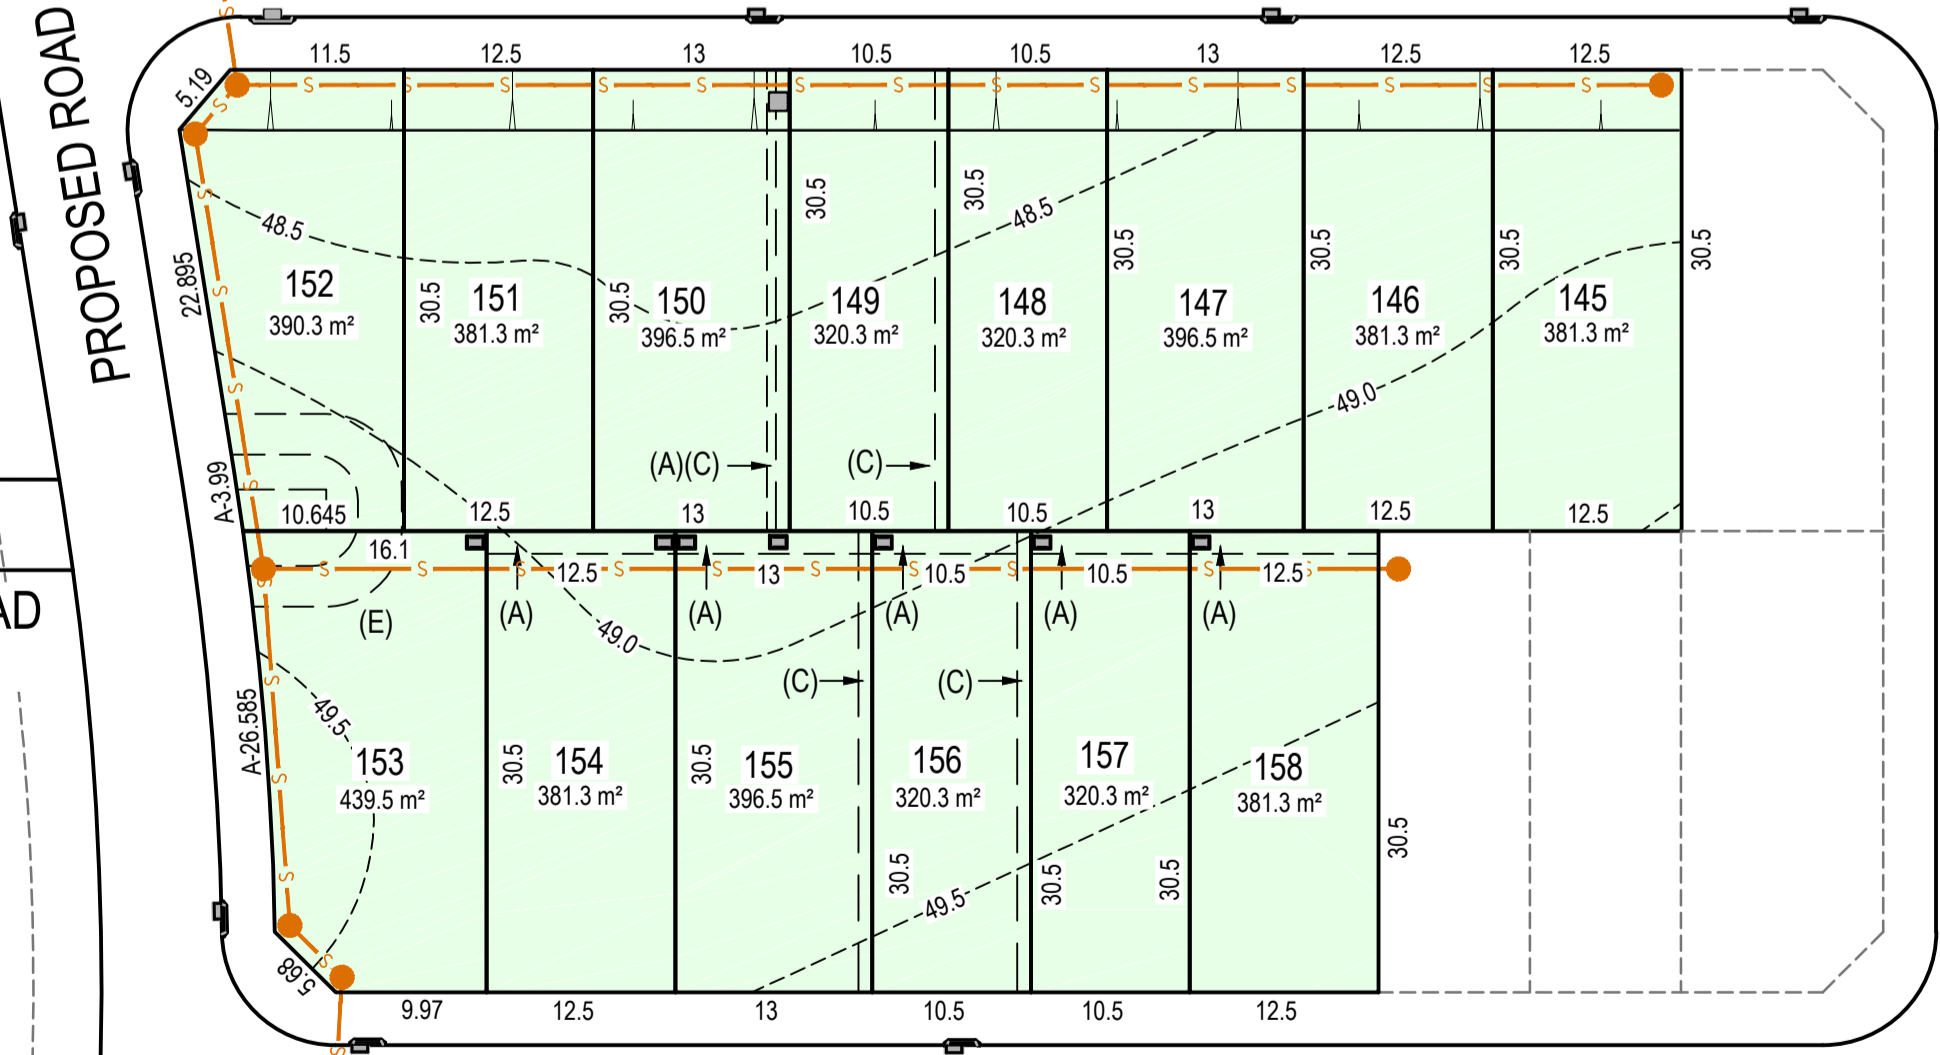 PROPOSED ROAD
AD
11.5
12.5
13
10.5
10.5
13
12.5
12.5
5.19
S S S S S S S S S S S S S S
S
S
48.5
48.5
30.5
30.5
30.5
30.5
30.5
30.5
30.5
30.5
22.895
152
390.3 m²
151
381.3 m²
150
396.5 m²
149
320.3 m²
148
320.3 m²
147
396.5 m²
146
381.3 m²
145
381.3 m²
49.0
(A)(C)
(C)
A-3.99
10.645
12.5
13
10.5
10.5
13
12.5
12.5
16.1
12.5
13
10.5
10.5
12.5
S S S S S S S S S S
(E)
(A)
(A)
(A)
(A)
(A)
49.0
(C)
(C)
A-26.585
49.5
153
439.5 m²
30.5
154
381.3 m²
30.5
155
396.5 m²
156
320.3 m²
157
320.3 m²
158
381.3 m²
30.5
30.5
30.5
30.5
49.5
5.68
9.97
12.5
13
10.5
10.5
12.5